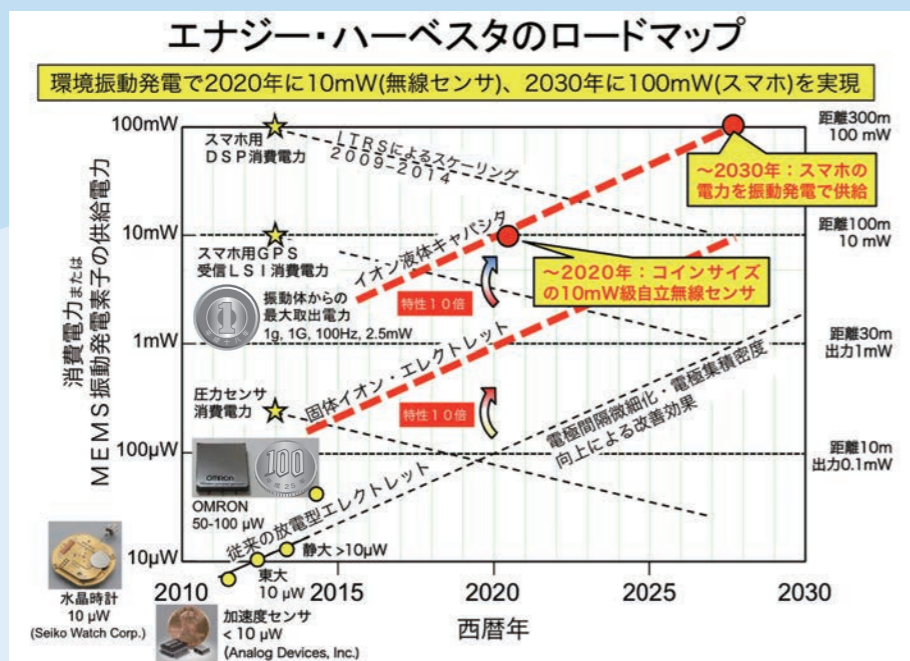 エナジー・ハーベスタのロードマップ
環境振動発電で2020年に10mW(無線センサ)、2030年に100mW(スマホ)を実現
消費電力または
MEMS振動発電素子の供給電力
100mW
10mW
1mW
100μW
10μW
スマホ用
DSP消費電力
LTRSによるスケーリング
2009-2014
距離300m
100 mW
～2030年：スマホの
電力を振動発電で供給
スマホ用GPS
受信LSI消費電力
イオン液体キャパシタ
距離100m
10 mW
～2020年：コインサイズ
の10mW級自立無線センサ
1
振動体からの
最大取出電力
1g, 1G, 100Hz, 2.5mW
特性10倍
距離30m
出力1mW
圧力センサ
消費電力
固体イオン・エレクトレット
特性10倍
電極間隔微細化・電極集積密度
向上による改善効果
距離10m
出力0.1mW
OMRON
100
平成25年
OMRON
50-100 μW
従来の放電型エレクトレット
静大 >10μW
東大
10 μW
2010
2015
2020
2025
2030
西暦年
水晶時計
10 μW
(Seiko Watch Corp.)
加速度センサ
< 10 μW
(Analog Devices, Inc.)